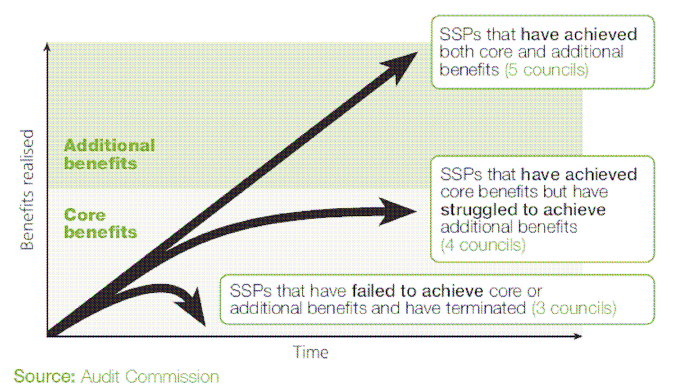 SSPs that have achieved
both core and additional
benefits (5 councils)
Additional
benefits
SSPs that have achieved
core benefits but have
struggled to achieve
additional benefits
(4 councils)
Core
benefits
SSPs that have failed to achieve core or
additional benefits and have terminated (3 councils)
Benefits realised
Time
Source: Audit Commission